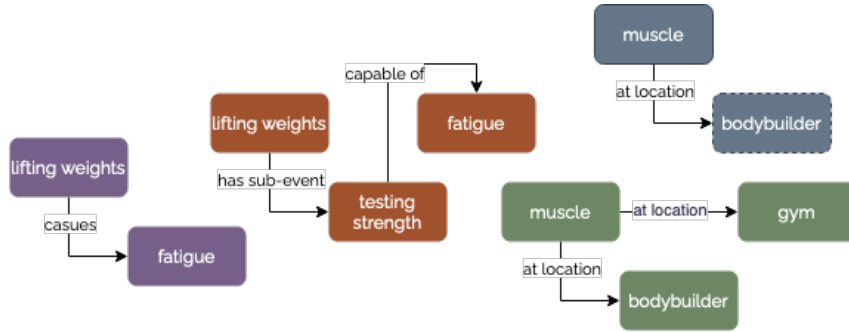 lifting weights
casues
fatigue
lifting weights
has sub-event
testing
strength
capable of
fatigue
muscle
at location
bodybuilder
muscle
at location
gym
at location
bodybuilder